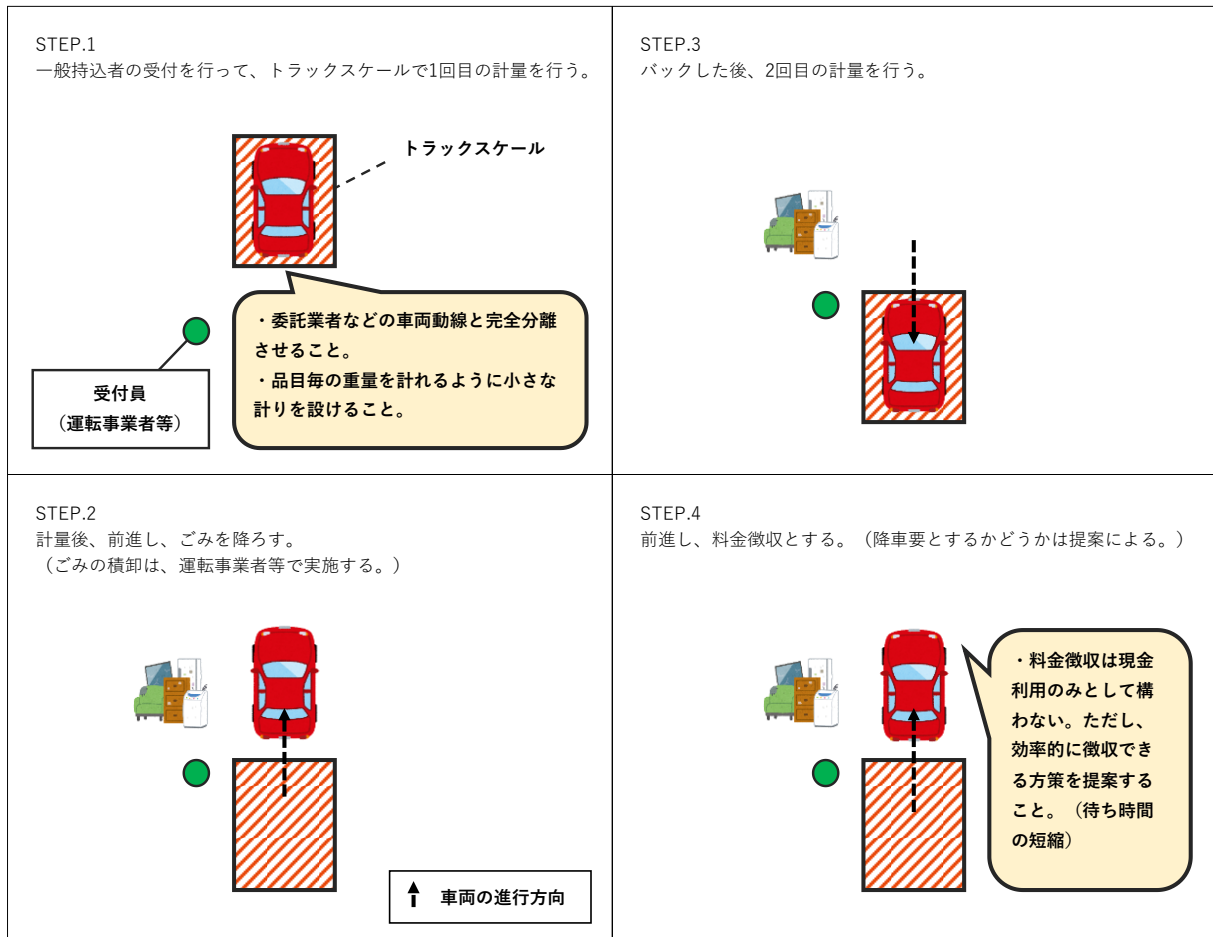 STEP.1
一般持込者の受付を行って、トラックスケールで1回目の計量を行う。
トラックスケール
・委託業者などの車両動線と完全分離
させること。
・品目毎の重量を計れるように小さな
計りを設けること。
受付員
（運転事業者等）
STEP.2
計量後、前進し、ごみを降ろす。
（ごみの積卸は、運転事業者等で実施する。）
車両の進行方向
STEP.3
バックした後、2回目の計量を行う。
STEP.4
前進し、料金徴収とする。（降車要とするかどうかは提案による。）
・料金徴収は現金
利用のみとして構
わない。ただし、
効率的に徴収でき
る方策を提案する
こと。（待ち時間
の短縮）